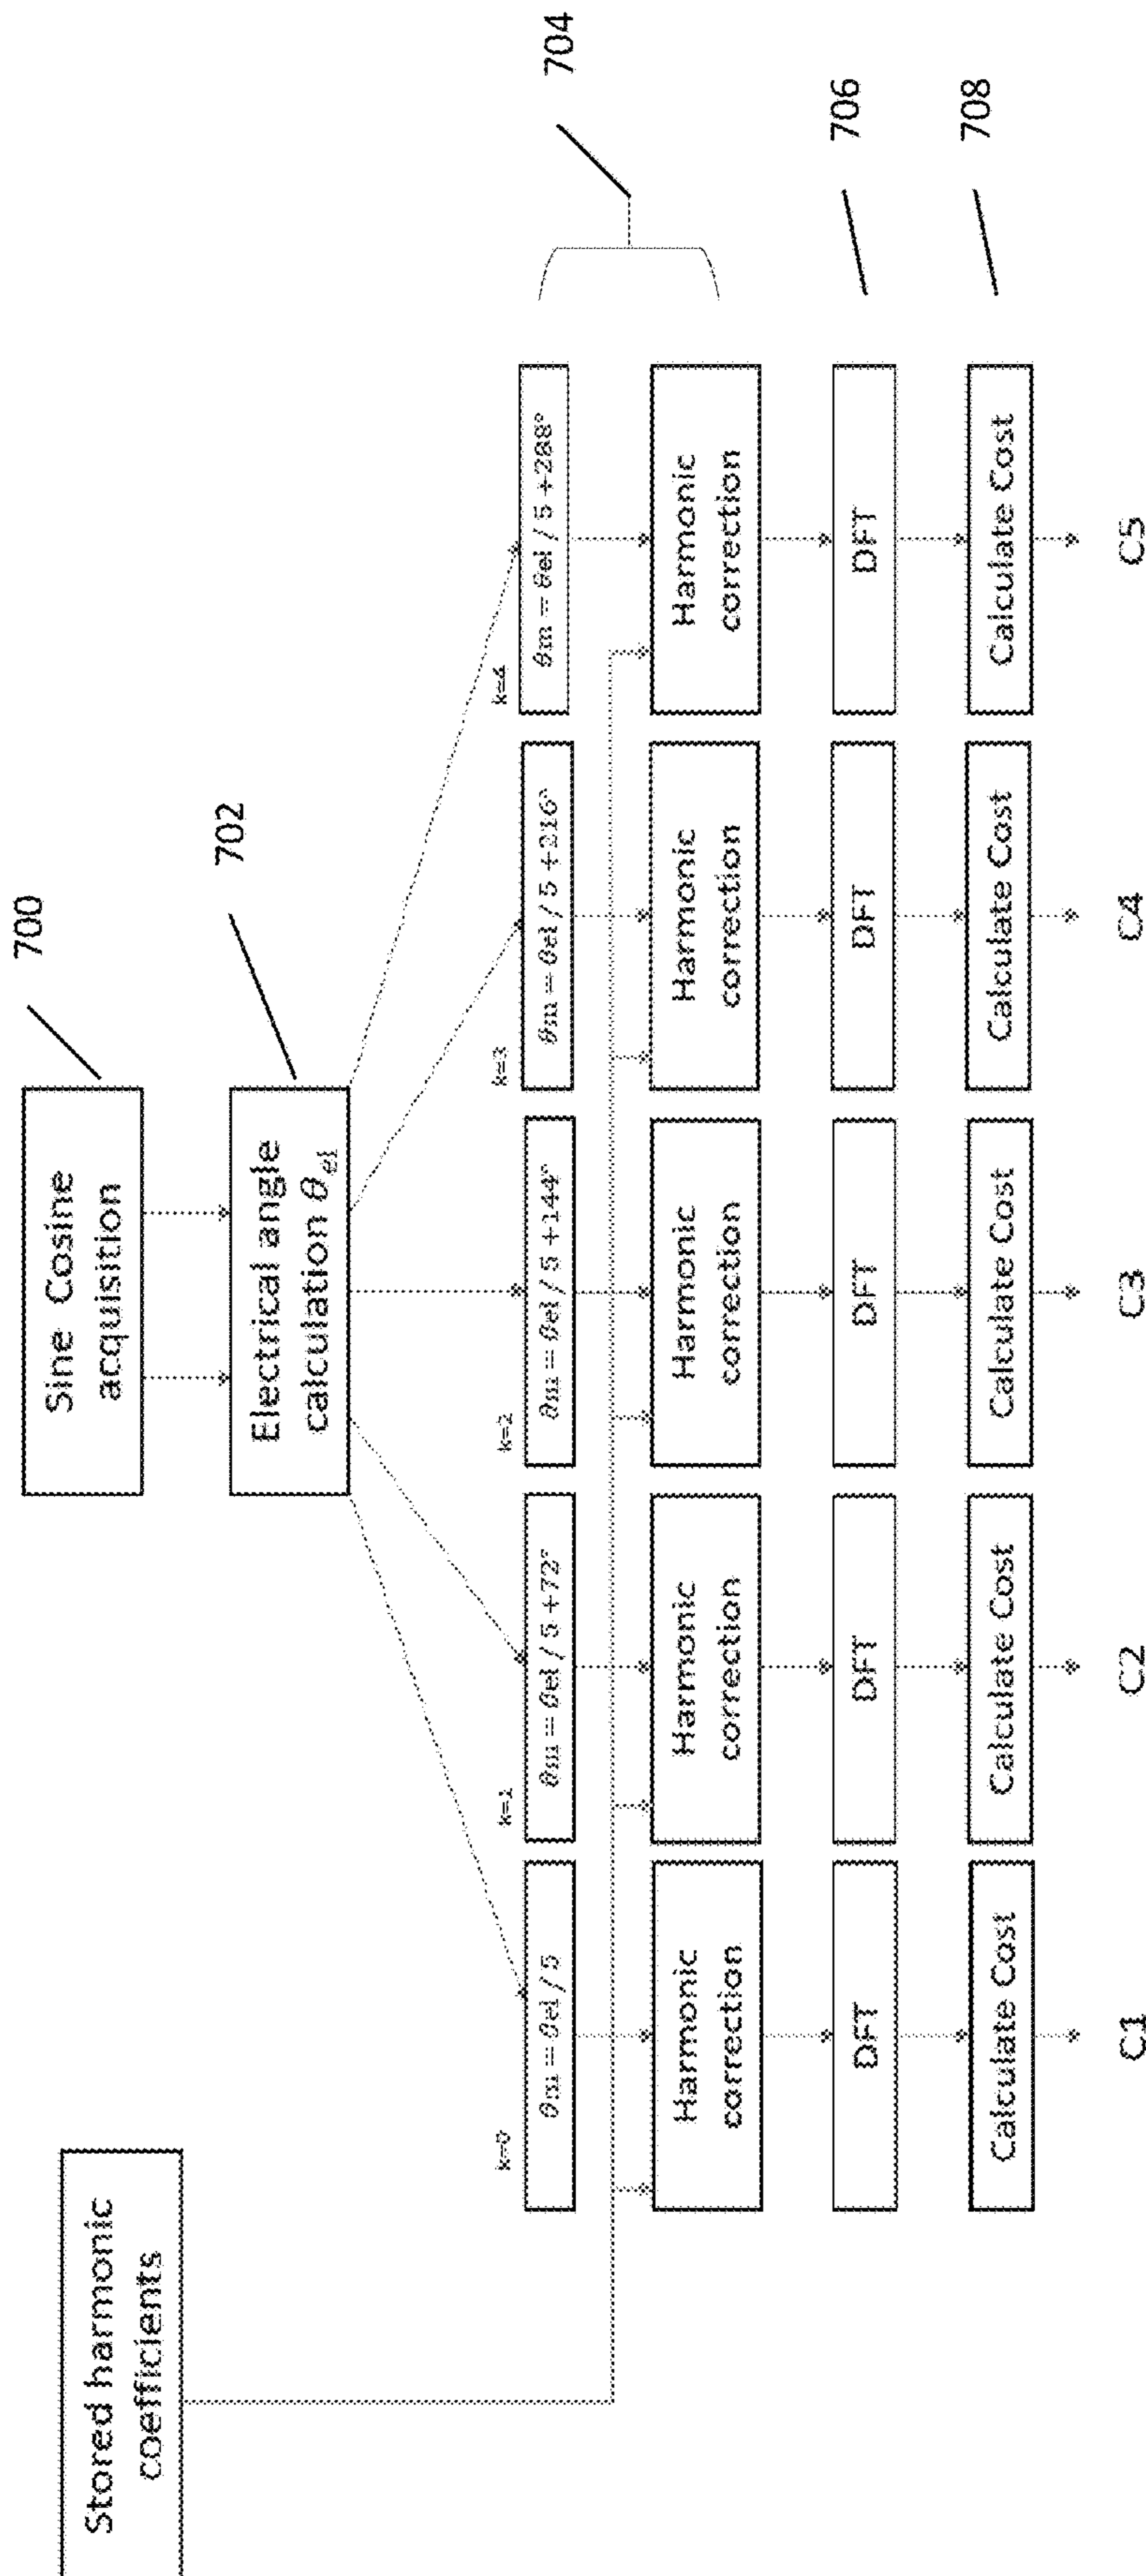 Stored harmonic
coefficients
Sine Cosine
acquisition
700
Electrical angle
calculation θel
702
k=0
θm = θel / 5
k=1
θm = θel / 5 +72°
k=2
θm = θel / 5 +144°
k=3
θm = θel / 5 +216°
k=4
θm = θel / 5 +288°
704
Harmonic
correction
Harmonic
correction
Harmonic
correction
Harmonic
correction
Harmonic
correction
DFT
DFT
DFT
DFT
DFT
706
Calculate Cost
Calculate Cost
Calculate Cost
Calculate Cost
Calculate Cost
708
C1
C2
C3
C4
C5